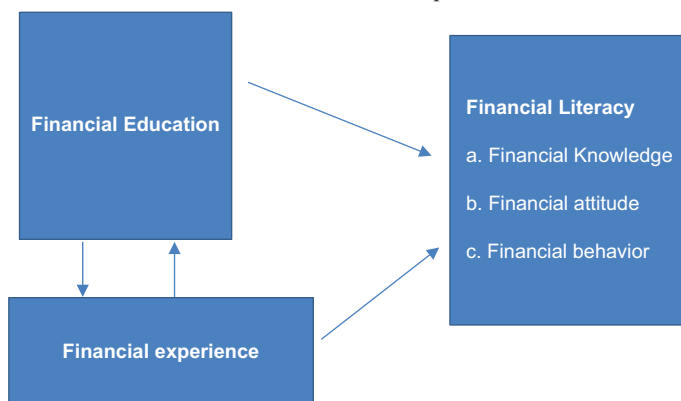 Financial Education
Financial Literacy
a. Financial Knowledge
b. Financial attitude
c. Financial behavior
Financial experience